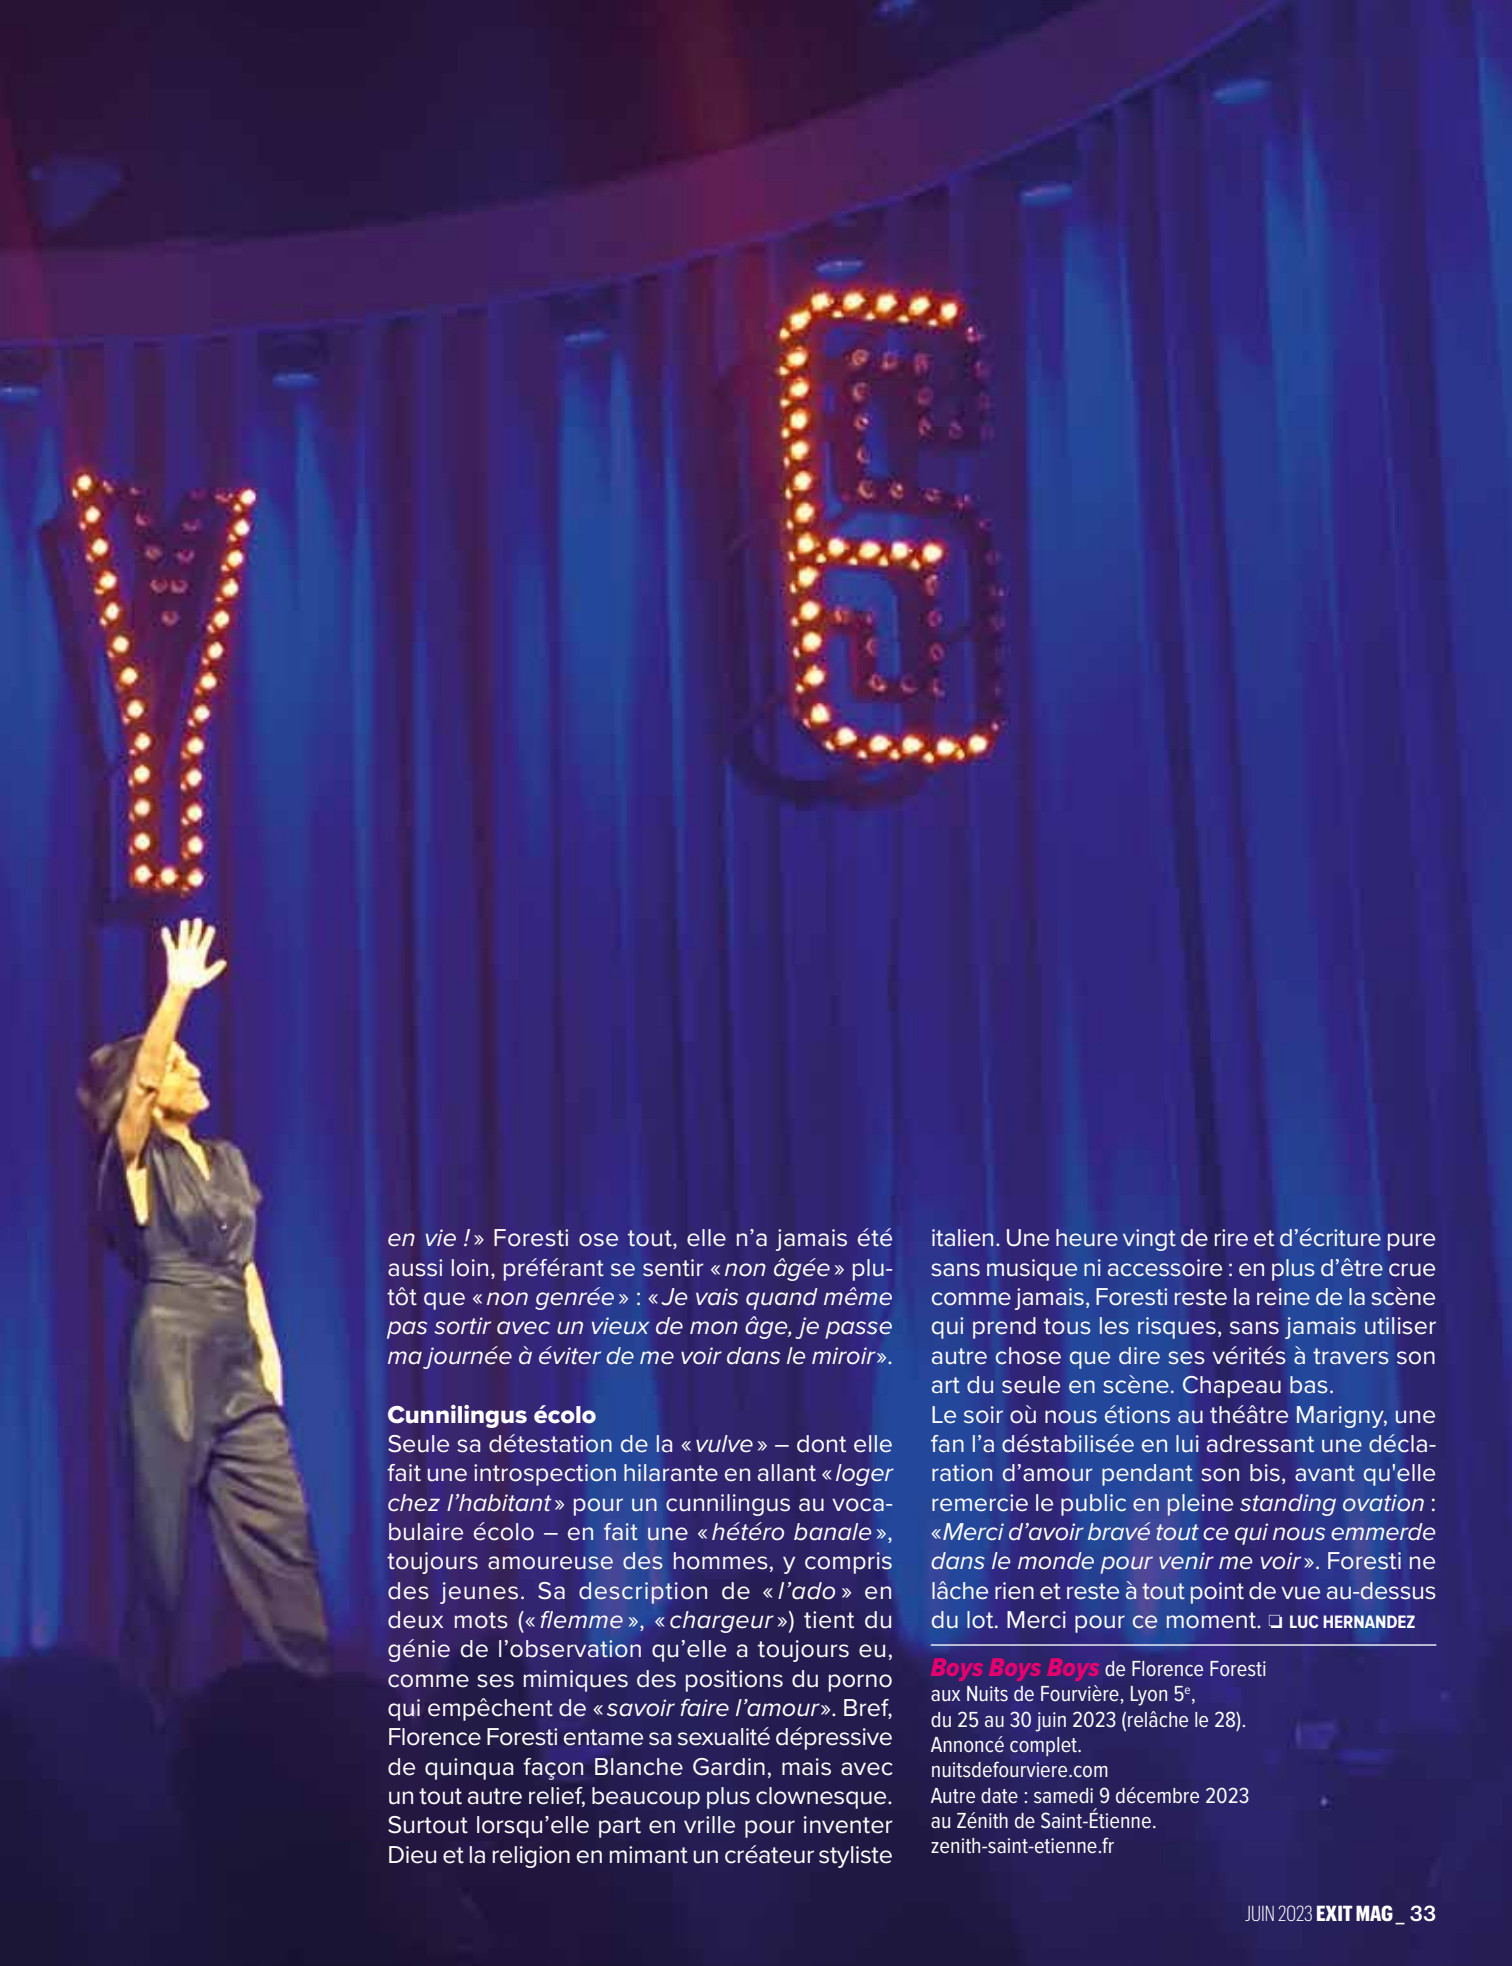 Y
S
en vie ! » Foresti ose tout, elle n’a jamais été
aussi loin, préférant se sentir « non âgée » plu-
tôt que « non genrée » : « Je vais quand même
pas sortir avec un vieux de mon âge, je passe
ma journée à éviter de me voir dans le miroir ».
Cunnilingus écolo
Seule sa détestation de la « vulve » – dont elle
fait une introspection hilarante en allant « loger
chez l’habitant » pour un cunnilingus au voca-
bulaire écolo – en fait une « hétéro banale »,
toujours amoureuse des hommes, y compris
des jeunes. Sa description de « l’ado » en
deux mots (« flemme », « chargeur ») tient du
génie de l’observation qu’elle a toujours eu,
comme ses mimiques des positions du porno
qui empêchent de « savoir faire l’amour ». Bref,
Florence Foresti entame sa sexualité dépressive
de quinqua façon Blanche Gardin, mais avec
un tout autre relief, beaucoup plus clownesque.
Surtout lorsqu’elle part en vrille pour inventer
Dieu et la religion en mimant un créateur styliste
italien. Une heure vingt de rire et d’écriture pure
sans musique ni accessoire : en plus d’être crue
comme jamais, Foresti reste la reine de la scène
qui prend tous les risques, sans jamais utiliser
autre chose que dire ses vérités à travers son
art du seule en scène. Chapeau bas.
Le soir où nous étions au théâtre Marigny, une
fan l’a déstabilisée en lui adressant une décla-
ration d’amour pendant son bis, avant qu'elle
remercie le public en pleine standing ovation :
« Merci d’avoir bravé tout ce qui nous emmerde
dans le monde pour venir me voir ». Foresti ne
lâche rien et reste à tout point de vue au-dessus
du lot. Merci pour ce moment. ❏ LUC HERNANDEZ
Boys Boys Boys de Florence Foresti
aux Nuits de Fourvière, Lyon 5e,
du 25 au 30 juin 2023 (relâche le 28).
Annoncé complet.
nuitsdefourviere.com
Autre date : samedi 9 décembre 2023
au Zénith de Saint-Étienne.
zenith-saint-etienne.fr
JUIN 2023 EXIT MAG _ 33